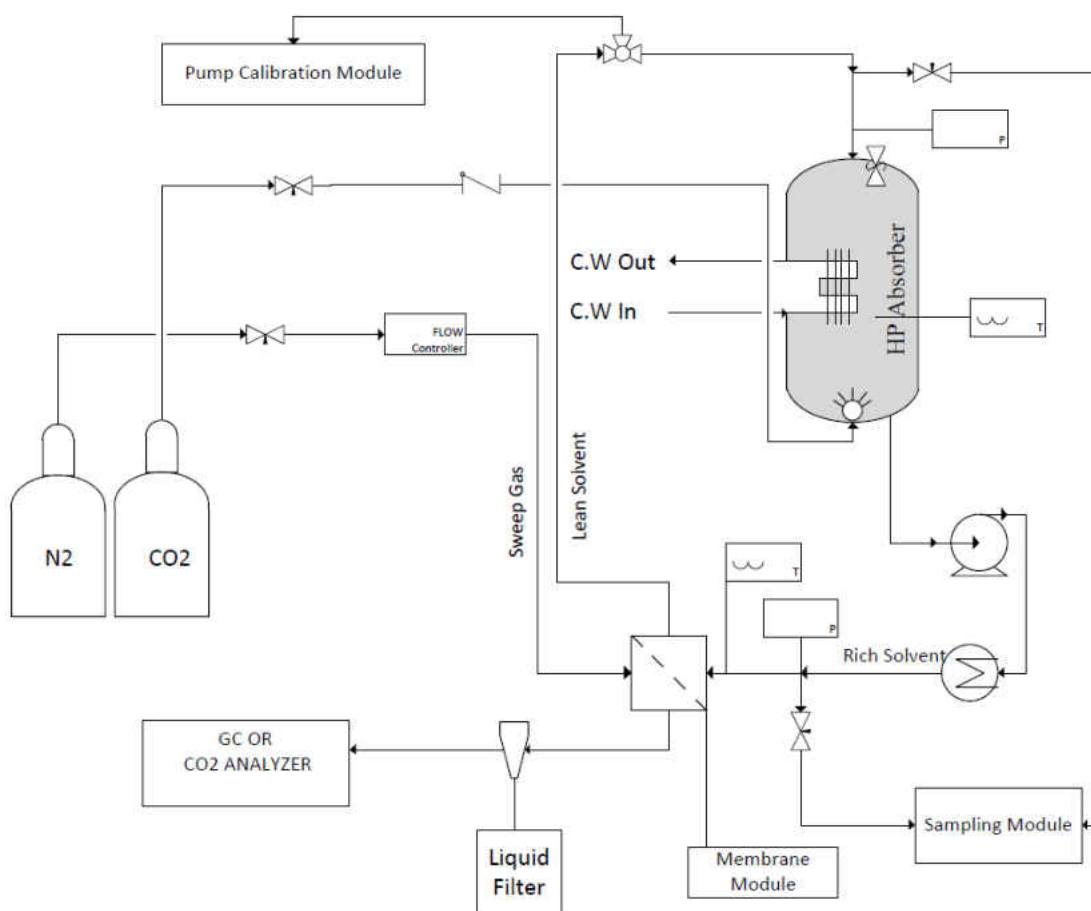 Pump Calibration Module
P
C.W Out
C.W In
HP Absorber
T
FLOW
Controller
Sweep Gas
Lean Solvent
N2
CO2
T
P
Rich Solvent
GC OR
CO2 ANALYZER
Sampling Module
Liquid
Filter
Membrane
Module